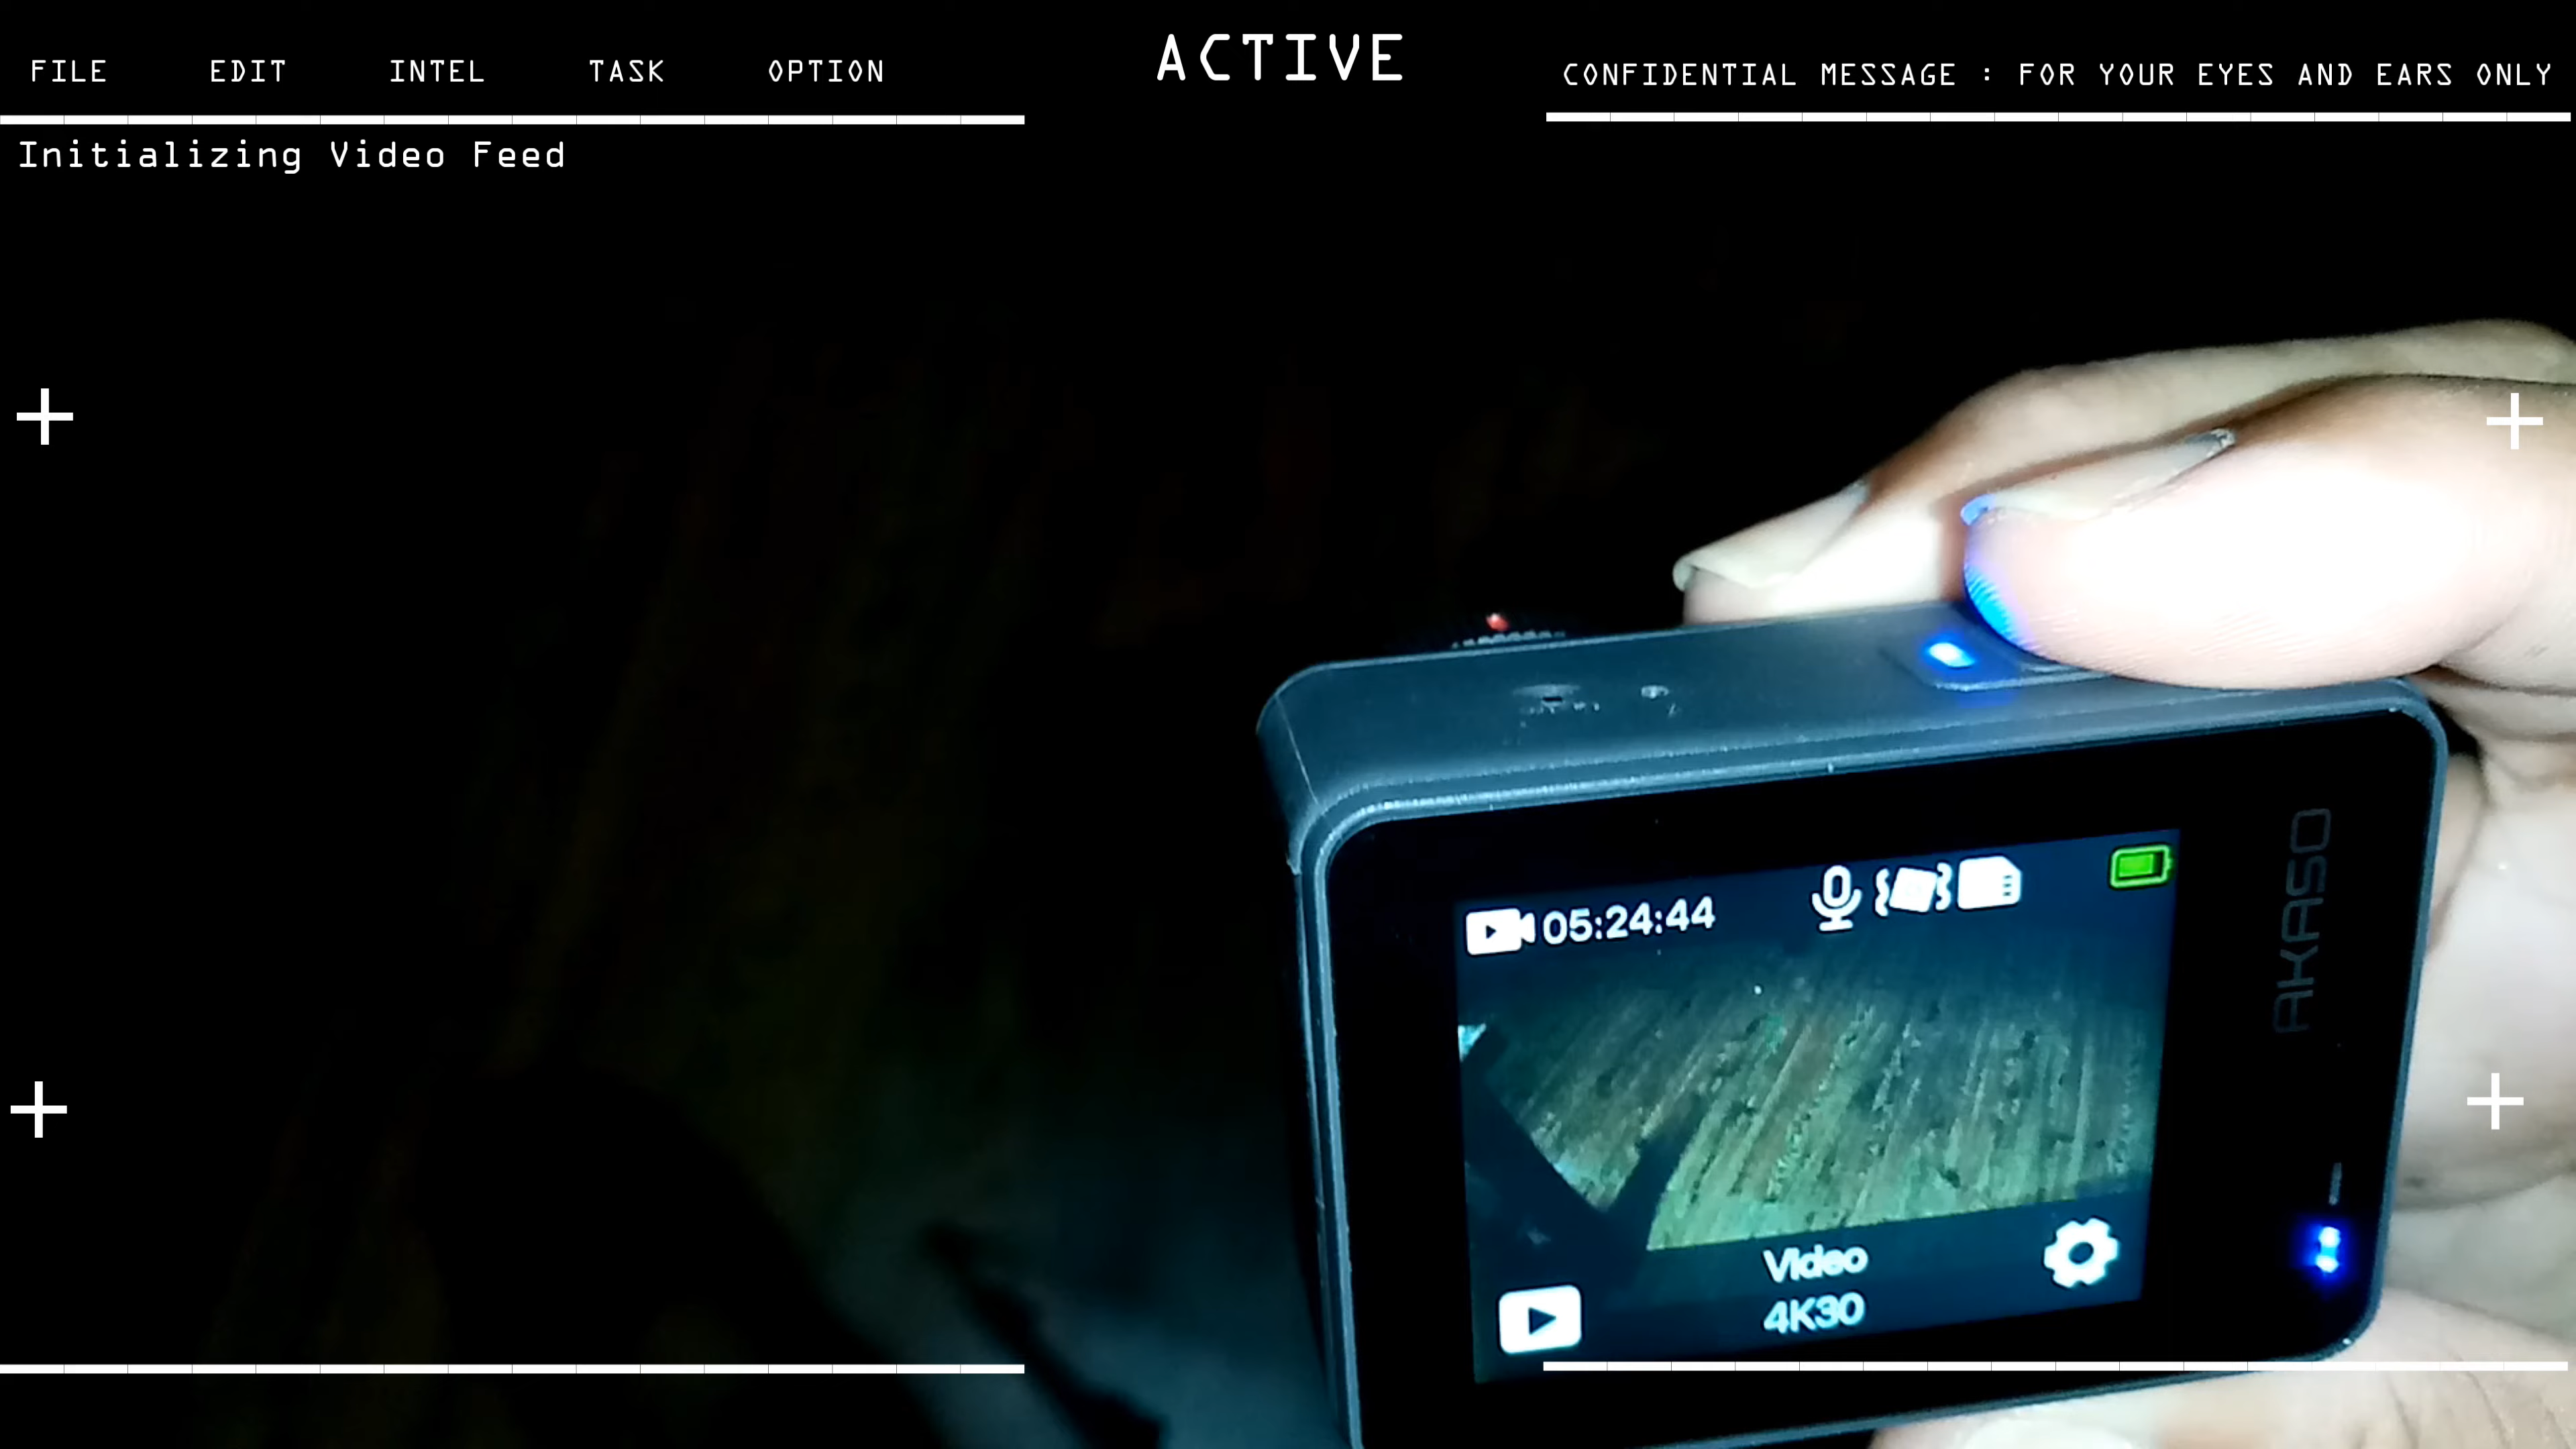 FILE EDIT INTEL TASK OPTION
ACTIVE
CONFIDENTIAL MESSAGE : FOR YOUR EYES AND EARS ONLY
Initializing Video Feed
05:24:44
AKASO
Video
4K30